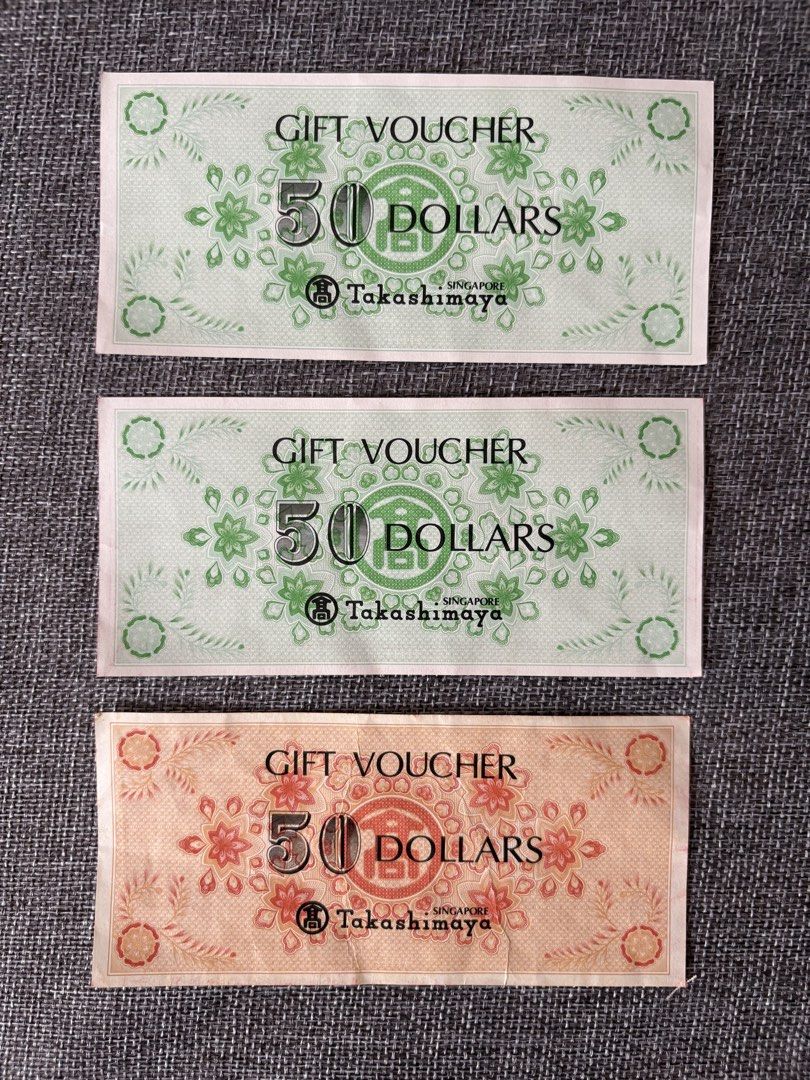 GIFT VOUCHER
50 DOLLARS
SINGAPORE
髙 Takashimaya
GIFT VOUCHER
50 DOLLARS
SINGAPORE
髙 Takashimaya
GIFT VOUCHER
50 DOLLARS
SINGAPORE
髙 Takashimaya